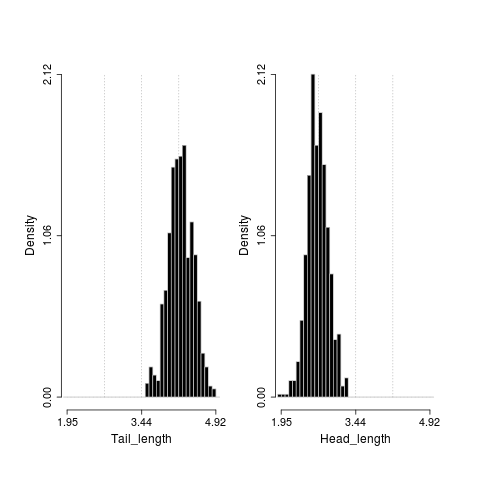 Density
0.00 1.06 2.12
1.95 3.44 4.92
Tail_length
Density
0.00 1.06 2.12
1.95 3.44 4.92
Head_length